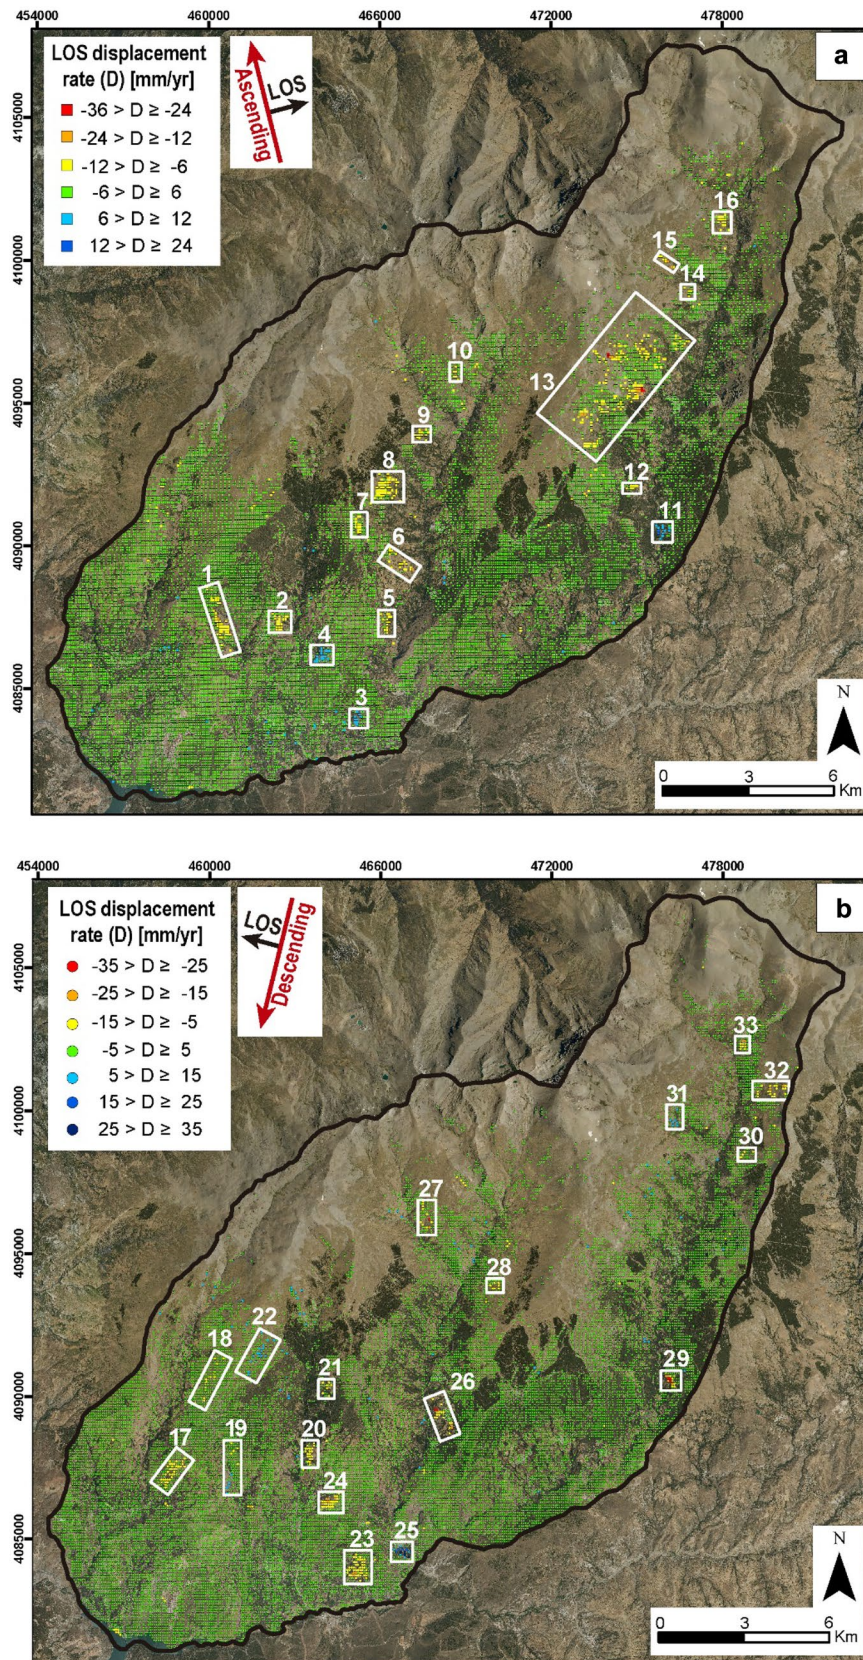 454000 460000 466000 472000 478000
a
LOS displacement
rate (D) [mm/yr]
-36 > D ≥ -24
-24 > D ≥ -12
-12 > D ≥ -6
-6 > D ≥ 6
6 > D ≥ 12
12 > D ≥ 24
Ascending
LOS
4105000
4100000
4095000
4090000
4085000
16
15
14
10
13
9
8
12
7
11
6
1
2
5
4
3
N
0 3 6
Km
454000 460000 466000 472000 478000
b
LOS displacement
rate (D) [mm/yr]
-35 > D ≥ -25
-25 > D ≥ -15
-15 > D ≥ -5
-5 > D ≥ 5
5 > D ≥ 15
15 > D ≥ 25
25 > D ≥ 35
LOS
Descending
4105000
4100000
4095000
4090000
4085000
33
32
31
30
27
28
22
18
21
29
26
17
19
20
24
23
25
N
0 3 6
Km